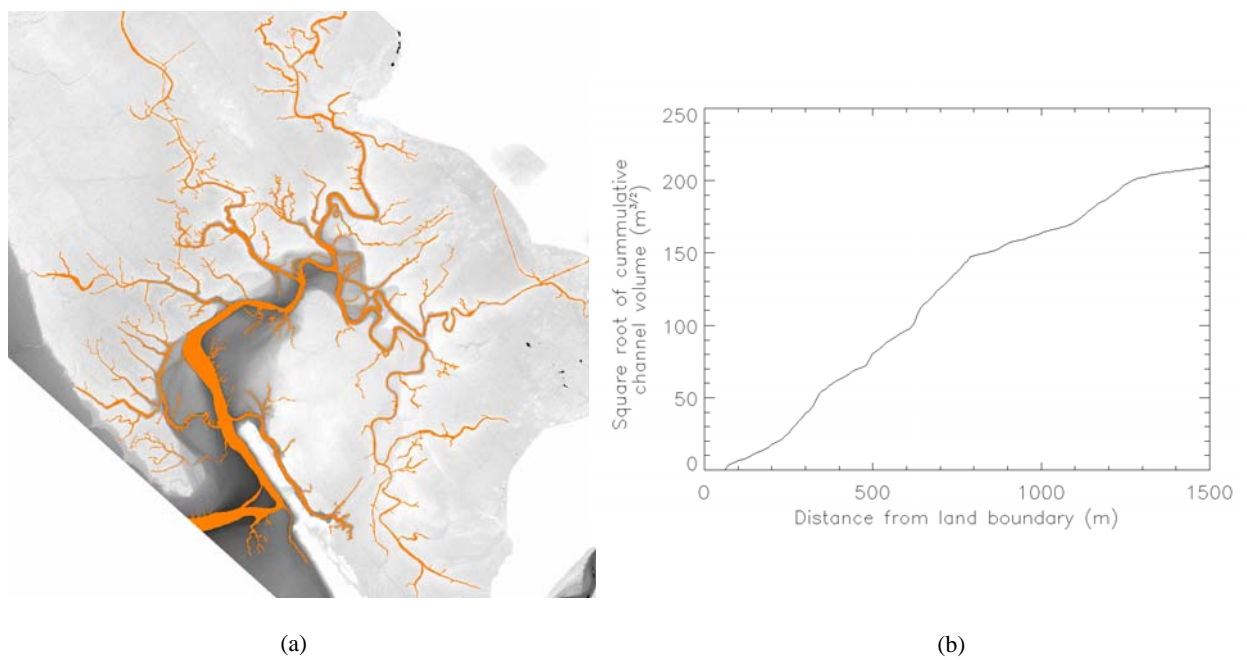 250
200
150
100
50
0
Square root of cummulative
channel volume (m3/2)
0 500 1000 1500
Distance from land boundary (m)
(a) (b)